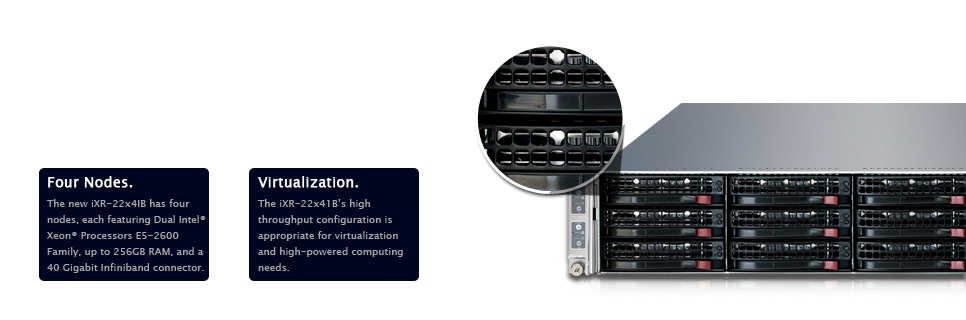 Four Nodes.
The new iXR-22x4IB has four
nodes, each featuring Dual Intel®
Xeon® Processors E5-2600
Family, up to 256GB RAM, and a
40 Gigabit Infiniband connector.
Virtualization.
The iXR-22x41B's high
throughput configuration is
appropriate for virtualization
and high-powered computing
needs.